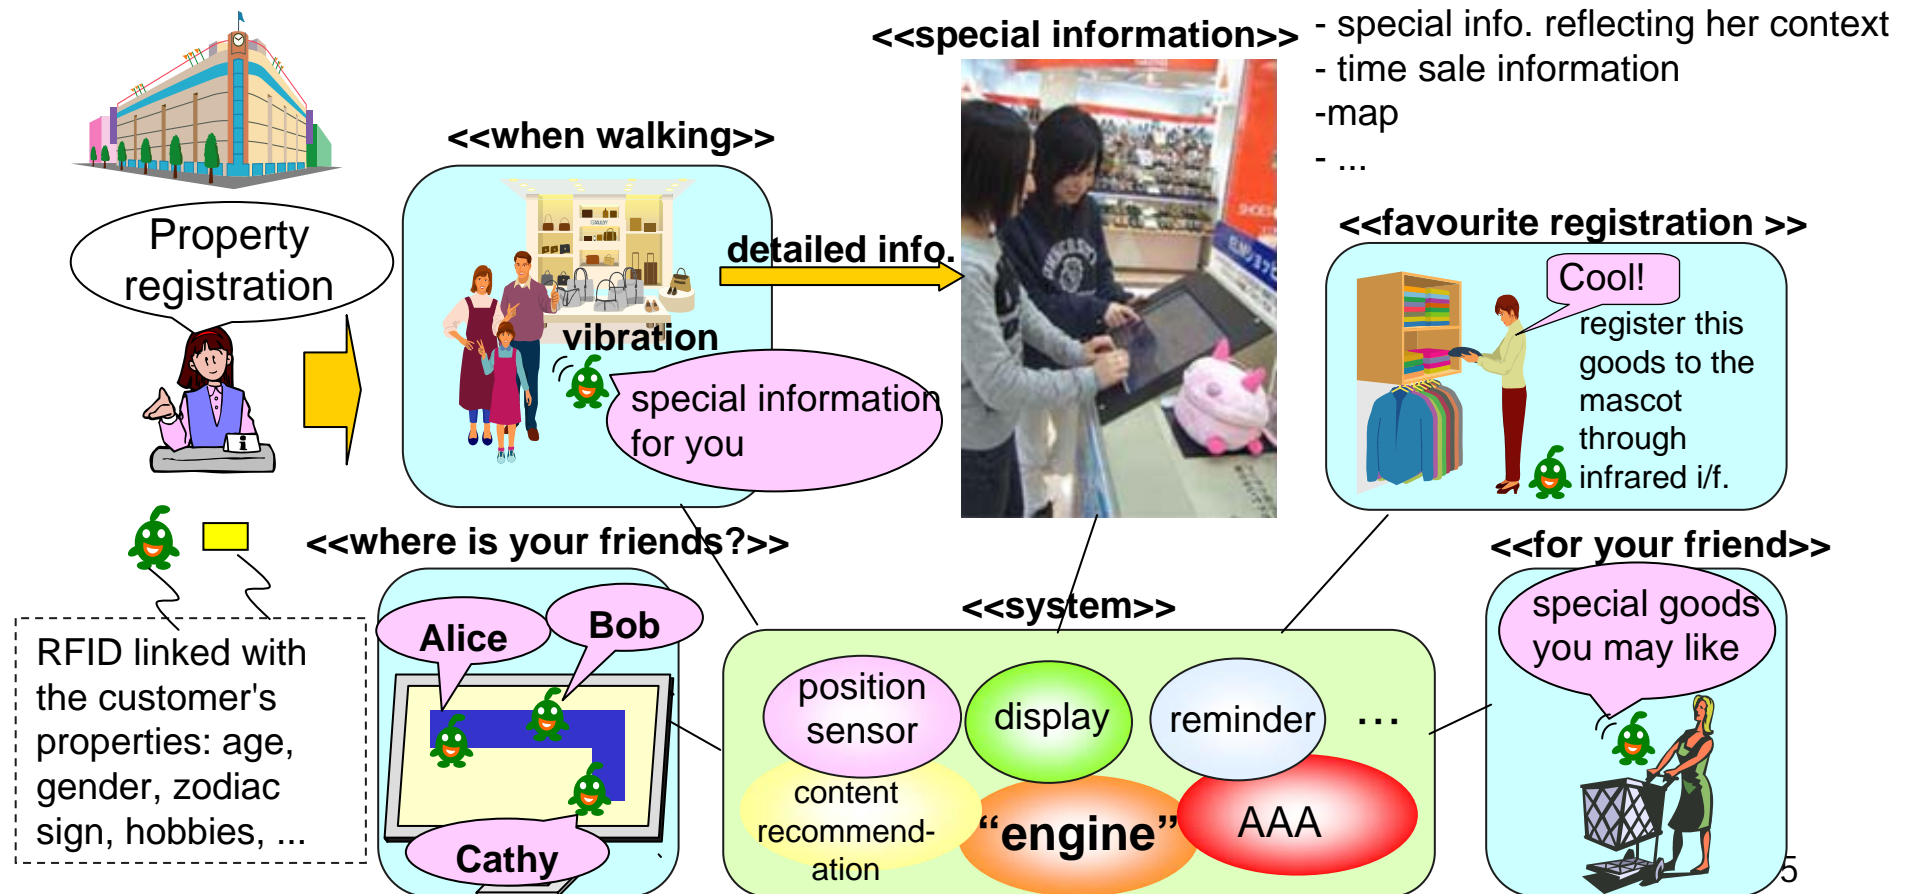 <<special information>>
- special info. reflecting her context
- time sale information
-map
- ...
<<when walking>>
Property
registration
detailed info.
vibration
special information
for you
<<favourite registration >>
Cool!
register this
goods to the
mascot
through
infrared i/f.
<<where is your friends?>>
Alice
Bob
Cathy
RFID linked with
the customer's
properties: age,
gender, zodiac
sign, hobbies, ...
<<system>>
position
sensor
display
reminder
...
content
recommend-
ation
“engine”
AAA
<<for your friend>>
special goods
you may like
5